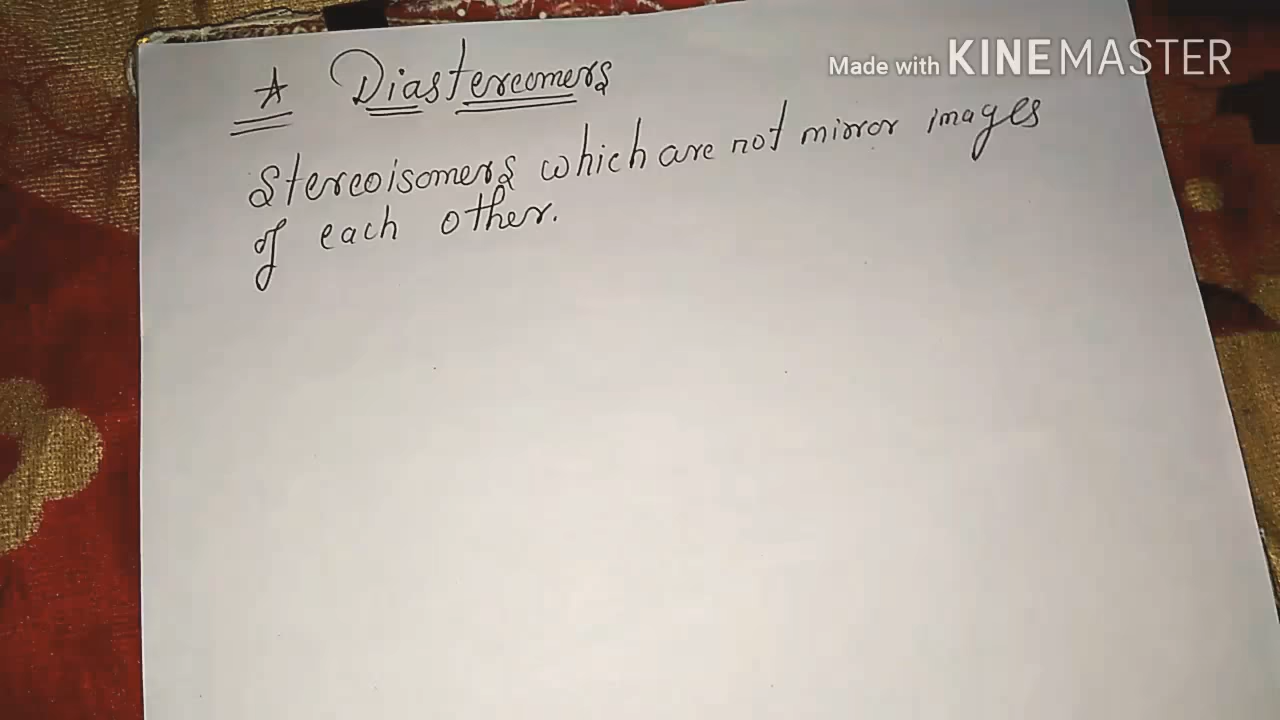 Made with KINEMASTER
☆ Diastereomers
Stereoisomers which are not mirror images
of each other.